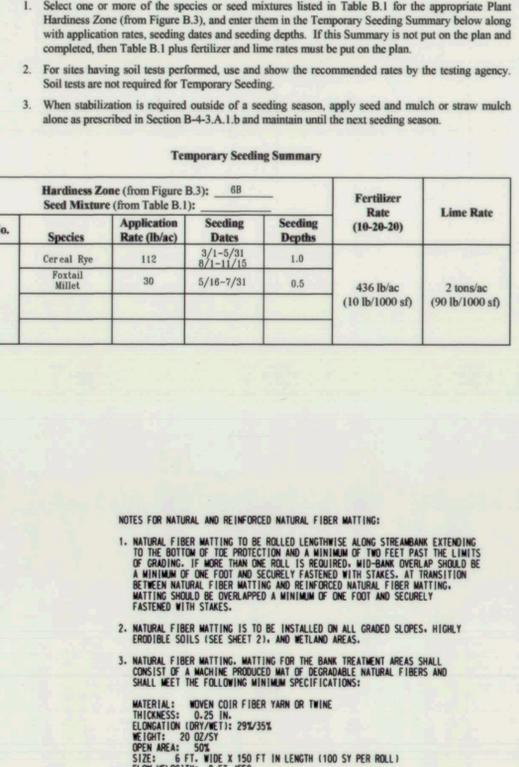 1. Select one or more of the species or seed mixtures listed in Table B.1 for the appropriate Plant
Hardiness Zone (from Figure B.3), and enter them in the Temporary Seeding Summary below along
with application rates, seeding dates and seeding depths. If this Summary is not put on the plan and
completed, then Table B.1 plus fertilizer and lime rates must be put on the plan.
2. For sites having soil tests performed, use and show the recommended rates by the testing agency.
Soil tests are not required for Temporary Seeding.
3. When stabilization is required outside of a seeding season, apply seed and mulch or straw mulch
alone as prescribed in Section B-4-3.A.1.b and maintain until the next seeding season.
Temporary Seeding Summary
Hardiness Zone (from Figure B.3): 6B
Seed Mixture (from Table B.1):
Fertilizer
Rate
(10-20-20)
Lime Rate
o.
Species
Application
Rate (lb/ac)
Seeding
Dates
Seeding
Depths
Cereal Rye
112
3/1-5/31
8/1-11/15
1.0
Foxtail
Millet
30
5/16-7/31
0.5
436 lb/ac
(10 lb/1000 sf)
2 tons/ac
(90 lb/1000 sf)
NOTES FOR NATURAL AND REINFORCED NATURAL FIBER MATTING:
1. NATURAL FIBER MATTING TO BE ROLLED LENGTHWISE ALONG STREAMBANK EXTENDING
TO THE BOTTOM OF TOE PROTECTION AND A MINIMUM OF TWO FEET PAST THE LIMITS
OF GRADING. IF MORE THAN ONE ROLL IS REQUIRED, MID-BANK OVERLAP SHOULD BE
A MINIMUM OF ONE FOOT AND SECURELY FASTENED WITH STAKES. AT TRANSITION
BETWEEN NATURAL FIBER MATTING AND REINFORCED NATURAL FIBER MATTING,
MATTING SHOULD BE OVERLAPPED A MINIMUM OF ONE FOOT AND SECURELY
FASTENED WITH STAKES.
2. NATURAL FIBER MATTING IS TO BE INSTALLED ON ALL GRADED SLOPES, HIGHLY
ERODIBLE SOILS (SEE SHEET 2), AND WETLAND AREAS.
3. NATURAL FIBER MATTING. MATTING FOR THE BANK TREATMENT AREAS SHALL
CONSIST OF A MACHINE PRODUCED MAT OF DEGRADABLE NATURAL FIBERS AND
SHALL MEET THE FOLLOWING MINIMUM SPECIFICATIONS:
MATERIAL: WOVEN COIR FIBER YARN OR TWINE
THICKNESS: 0.25 IN.
ELONGATION (DRY/WET): 29%/35%
WEIGHT: 20 OZ/SY
OPEN AREA: 50%
SIZE: 6 FT. WIDE X 150 FT IN LENGTH (100 SY PER ROLL)